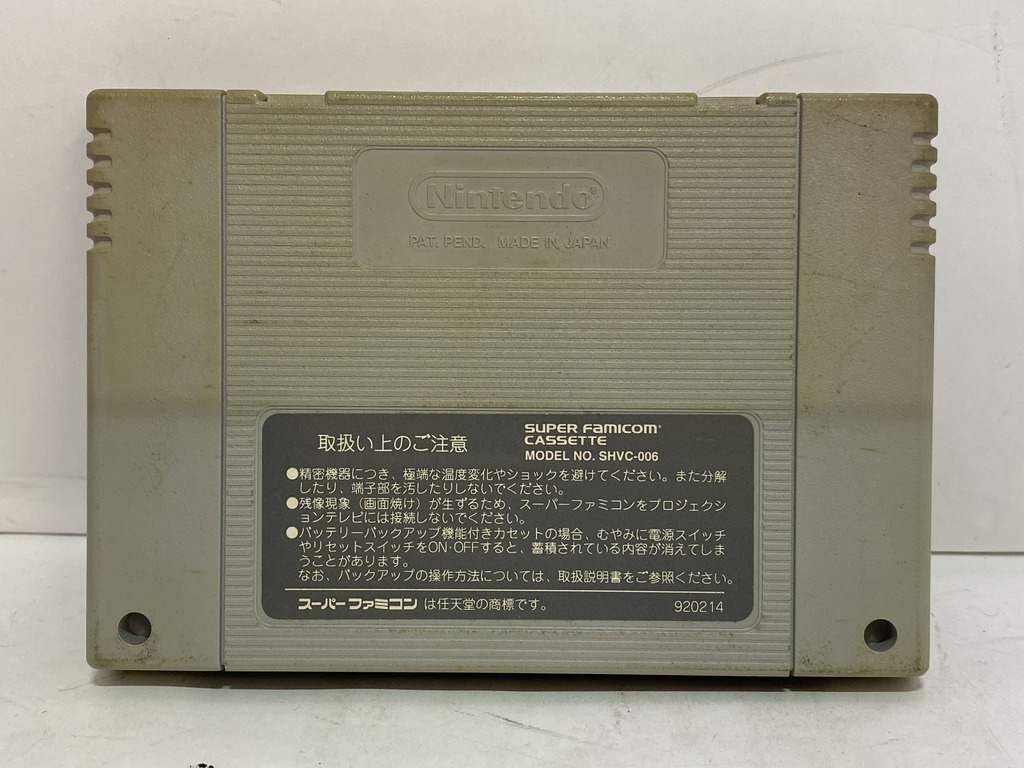 Nintendo®
PAT. PEND. MADE IN JAPAN
取扱い上のご注意
SUPER FAMICOM
CASSETTE
MODEL NO. SHVC-006
●精密機器につき、極端な温度変化やショックを避けてください。また分解
したり、端子部を汚したりしないでください。
●残像現象（画面焼け）が生ずるため、スーパーファミコンをプロジェクシ
ョンテレビには接続しないでください。
●バッテリーバックアップ機能付きカセットの場合、むやみに電源スイッチ
やリセットスイッチをON·OFFすると、蓄積されている内容が消えてしま
うことがあります。
なお、バックアップの操作方法については、取扱説明書をご参照ください。
スーパーファミコン は任天堂の商標です。 920214